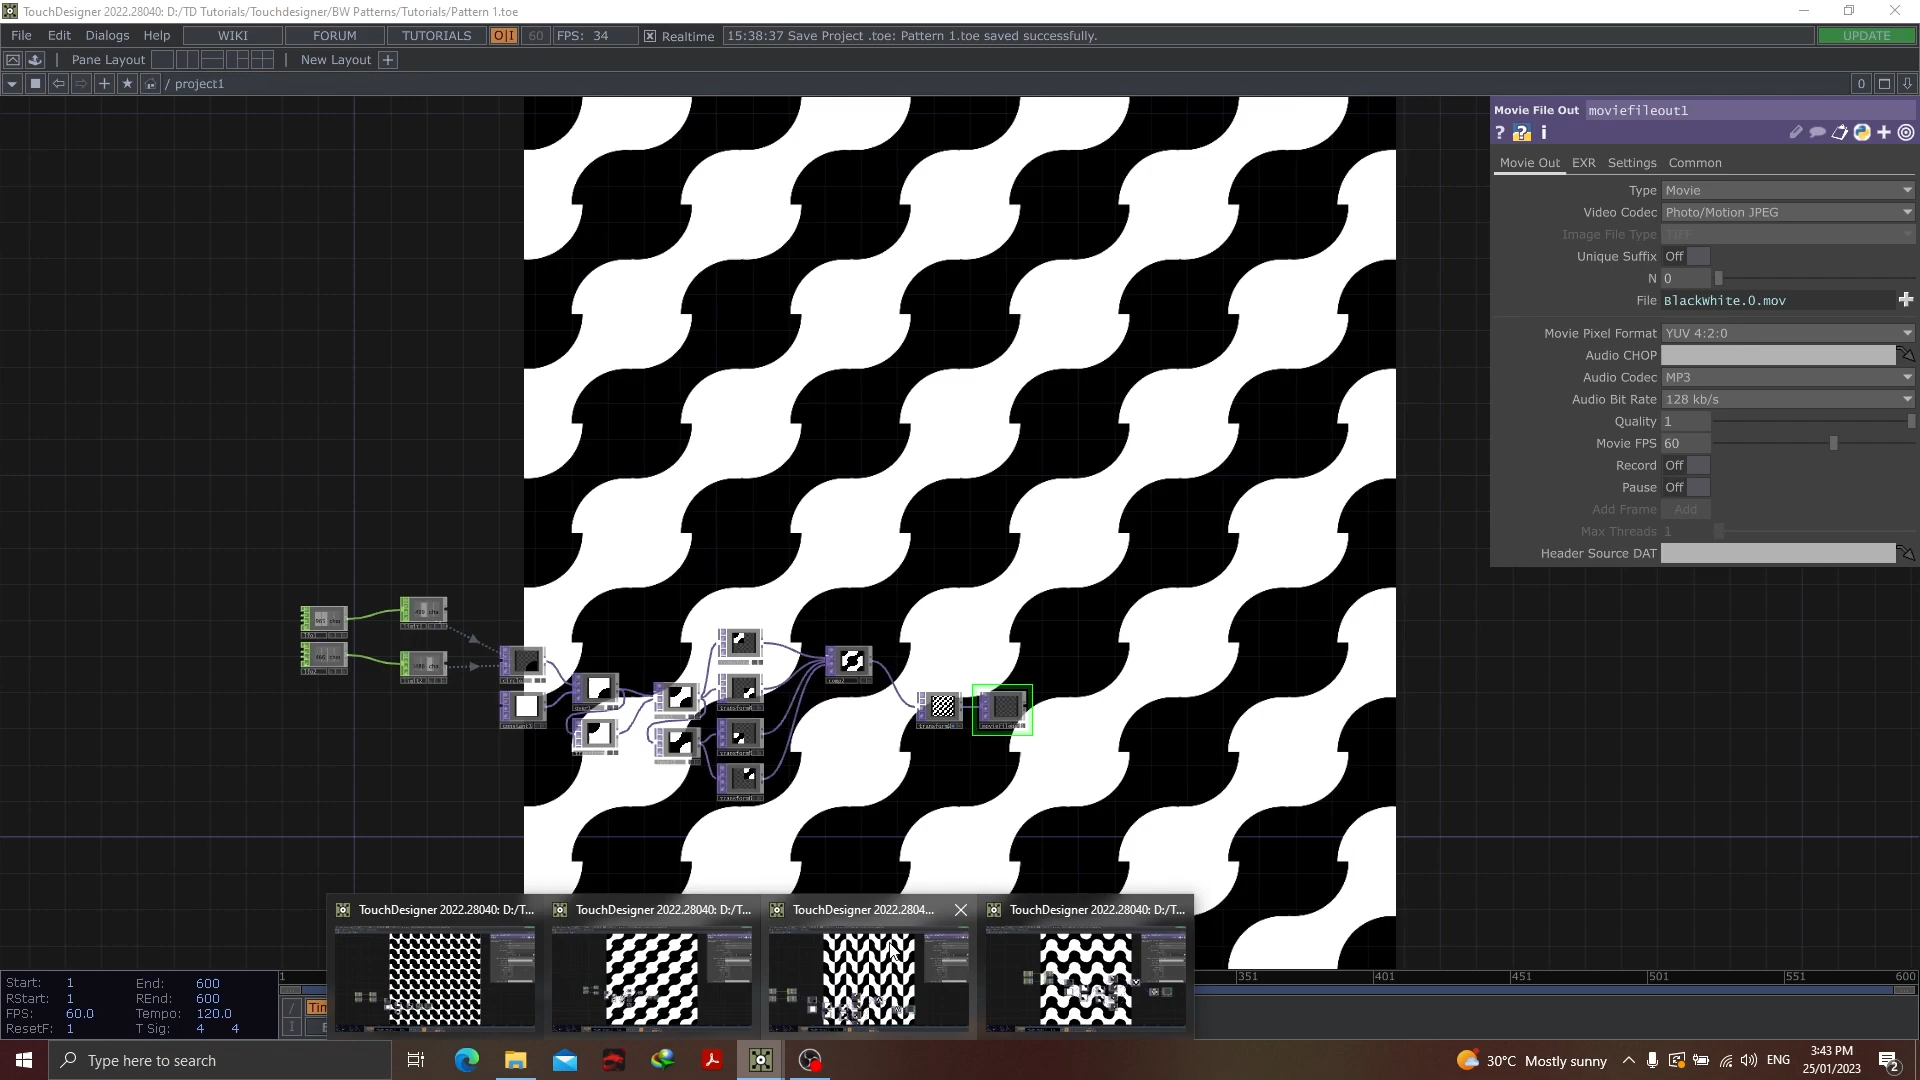 TouchDesigner 2022.28040: D:/TD Tutorials/Touchdesigner/BW Patterns/Tutorials/Pattern 1.toe
File Edit Dialogs Help WIKI FORUM TUTORIALS O|I 60 FPS: 34 Realtime 15:38:37 Save Project .toe: Pattern 1.toe saved successfully. UPDATE
Pane Layout New Layout +
/ project1 0
Movie File Out moviefileout1
? ? i
Movie Out EXR Settings Common
Type Movie
Video Codec Photo/Motion JPEG
Image File Type TIFF
Unique Suffix Off
N 0
File BlackWhite.0.mov
Movie Pixel Format YUV 4:2:0
Audio CHOP
Audio Codec MP3
Audio Bit Rate 128 kb/s
Quality 1
Movie FPS 60
Record Off
Pause Off
Add Frame Add
Max Threads 1
Header Source DAT
TouchDesigner 2022.28040: D:/T... TouchDesigner 2022.28040: D:/T... TouchDesigner 2022.2804... TouchDesigner 2022.28040: D:/T...
Start: 1 End: 600
RStart: 1 REnd: 600
FPS: 60.0 Tempo: 120.0
ResetF: 1 T Sig: 4 4
1 351 401 451 501 551 600
Type here to search
30°C Mostly sunny ENG 3:43 PM
25/01/2023 2